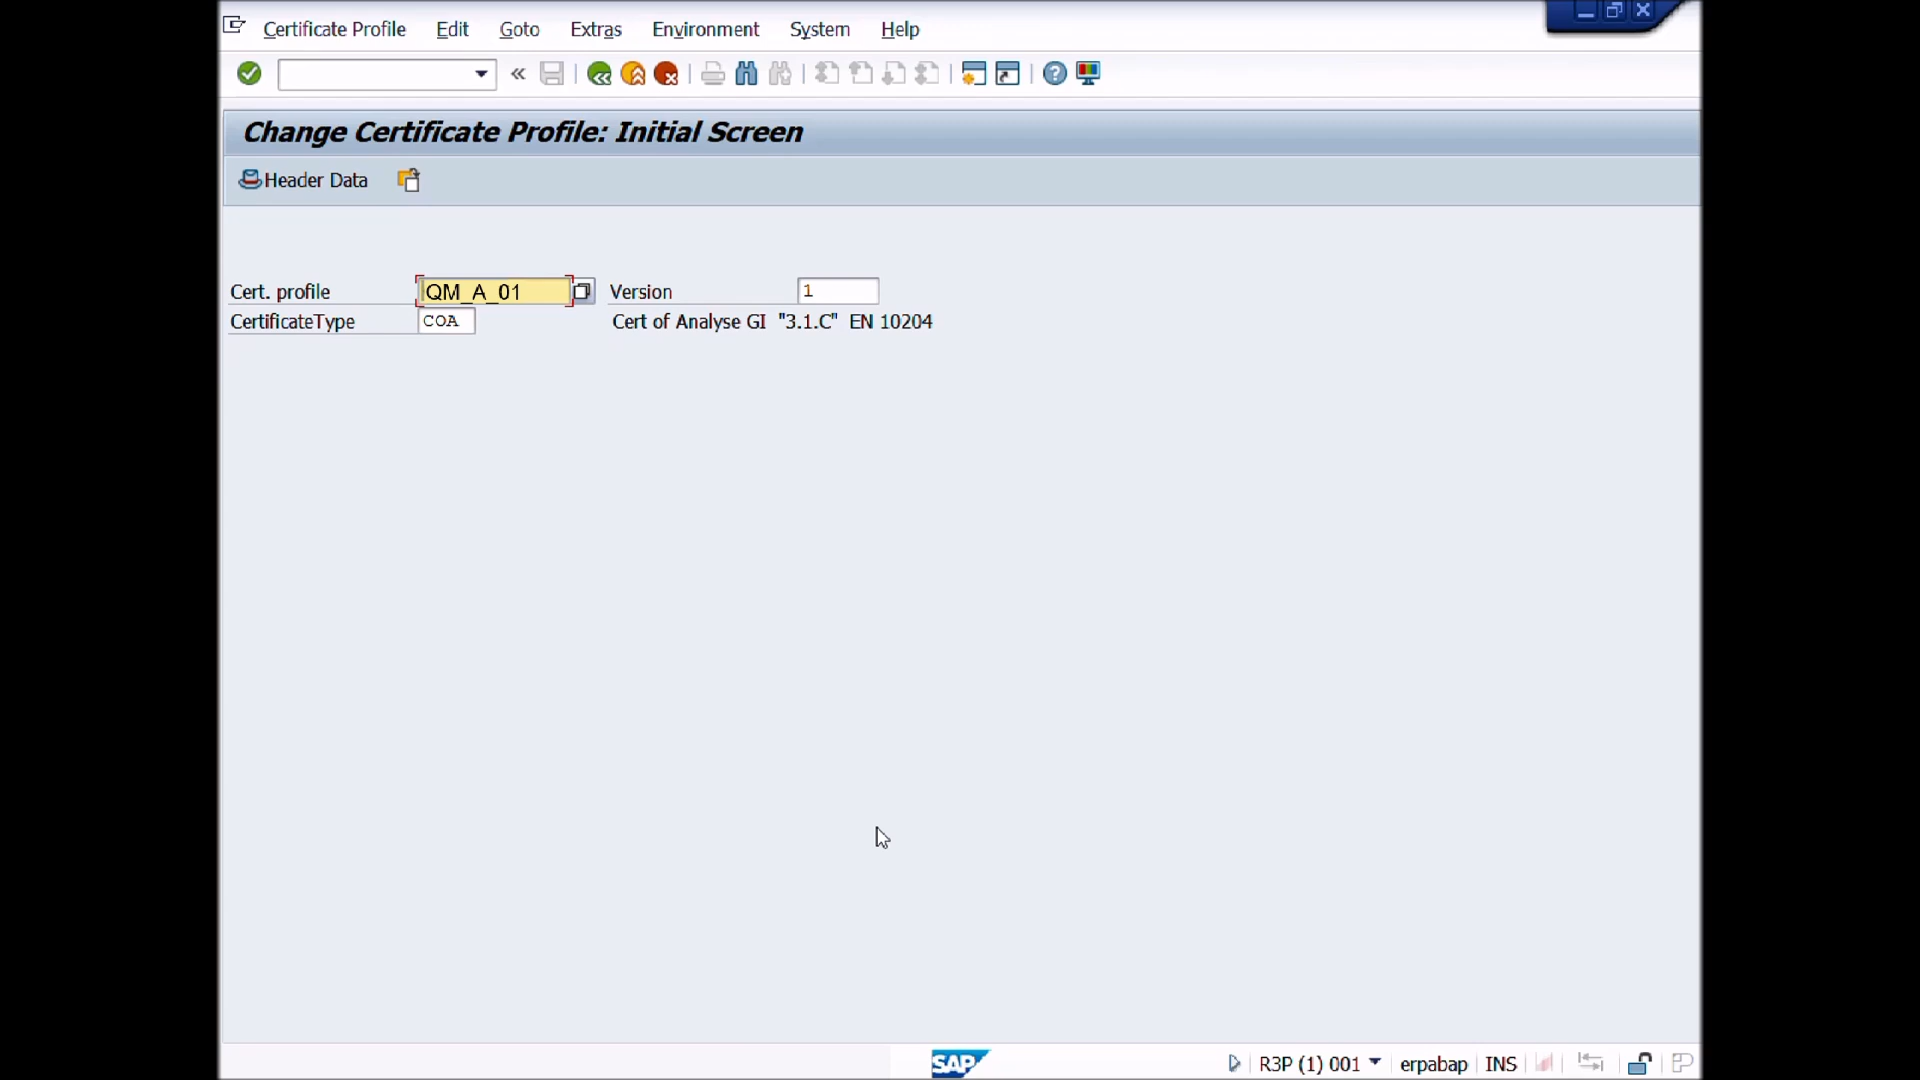 Certificate Profile Edit Goto Extras Environment System Help
Change Certificate Profile: Initial Screen
Header Data
Cert. profile QM_A_01 Version 1
CertificateType COA Cert of Analyse GI "3.1.C" EN 10204
SAP R3P (1) 001 erpabap INS